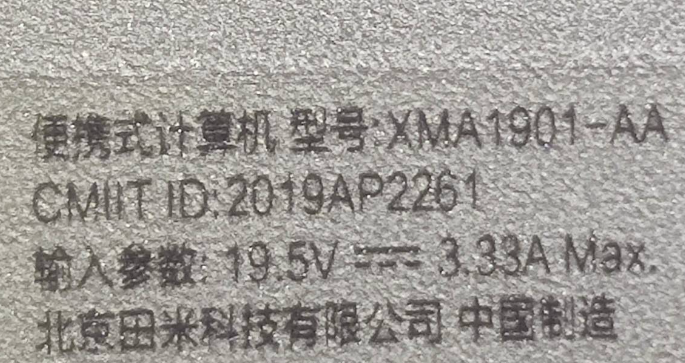 便携式计算机 型号:XMA1901-AA
CMIIT ID:2019AP2261
输入参数: 19.5V ⎓ 3.33A Max.
北京田米科技有限公司 中国制造